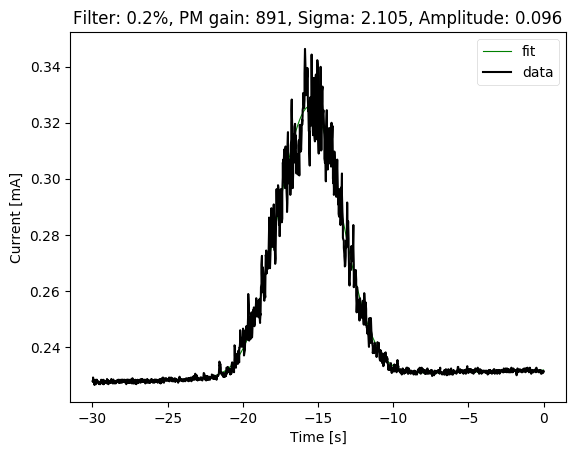 Filter: 0.2%, PM gain: 891, Sigma: 2.105, Amplitude: 0.096
fit
data
0.34
0.32
0.30
0.28
0.26
0.24
Current [mA]
−30
−25
−20
−15
−10
−5
0
Time [s]